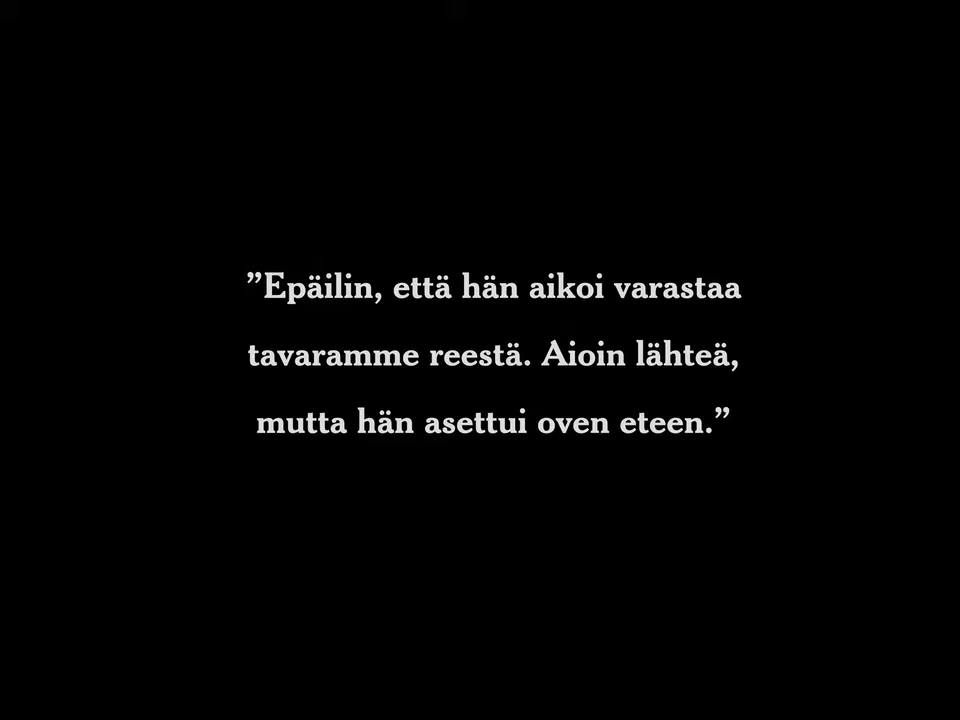 ”Epäilin, että hän aikoi varastaa
tavaramme reestä. Aioin lähteä,
mutta hän asettui oven eteen.”